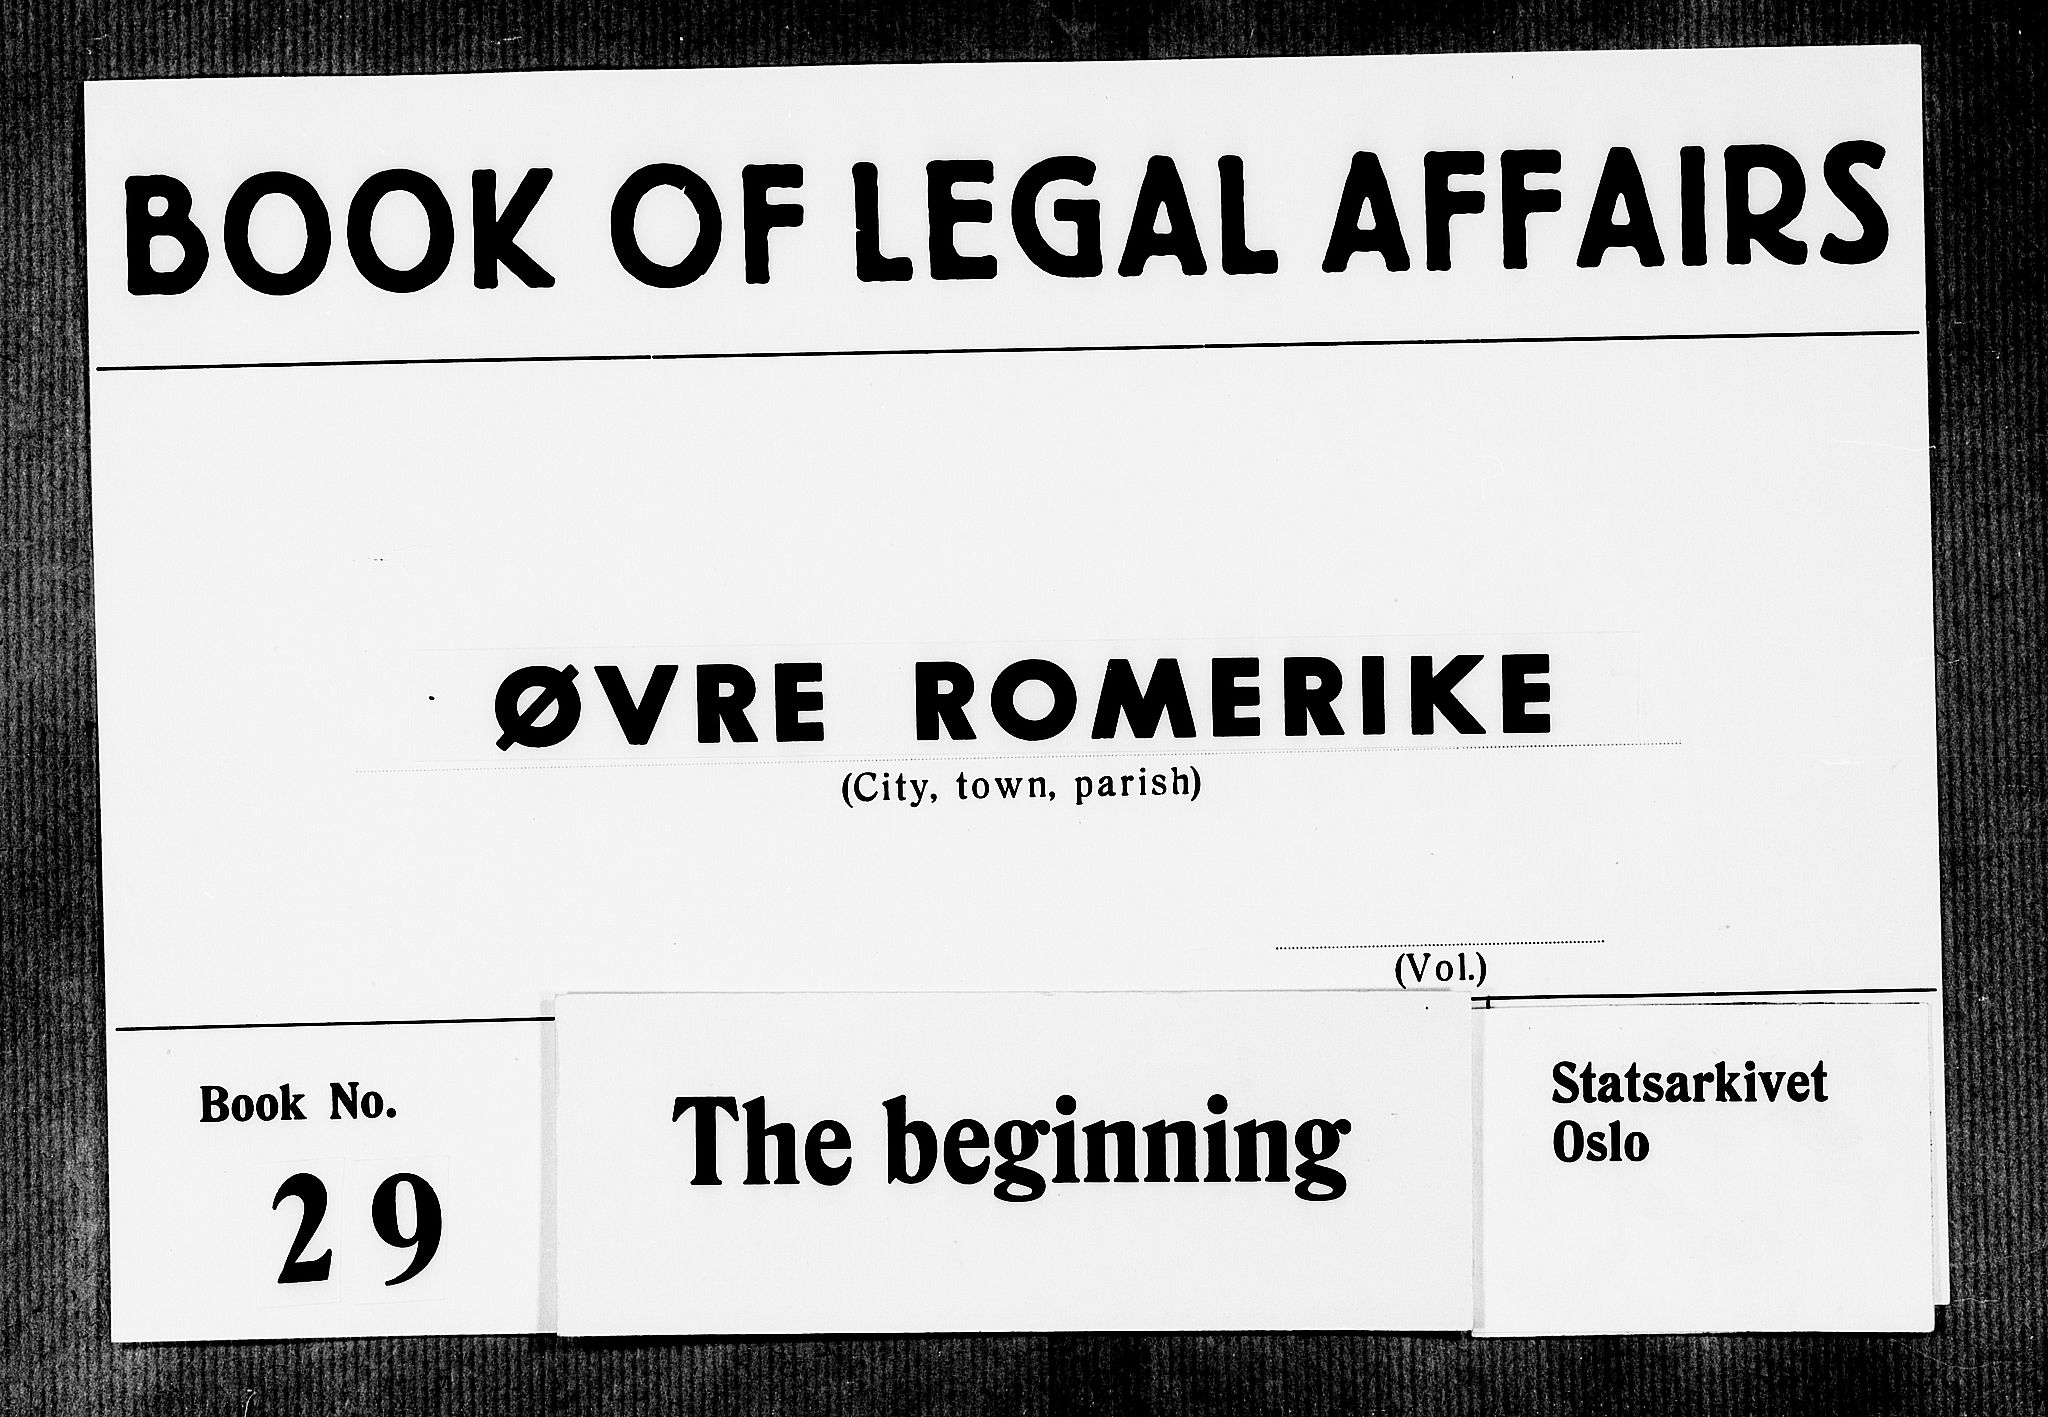 BOOK OF LEGAL AFFAIRS
ØVRE ROMERIKE
(City, town, parish)
(Vol.)
Book No.
29
The beginning
Statsarkivet
Oslo